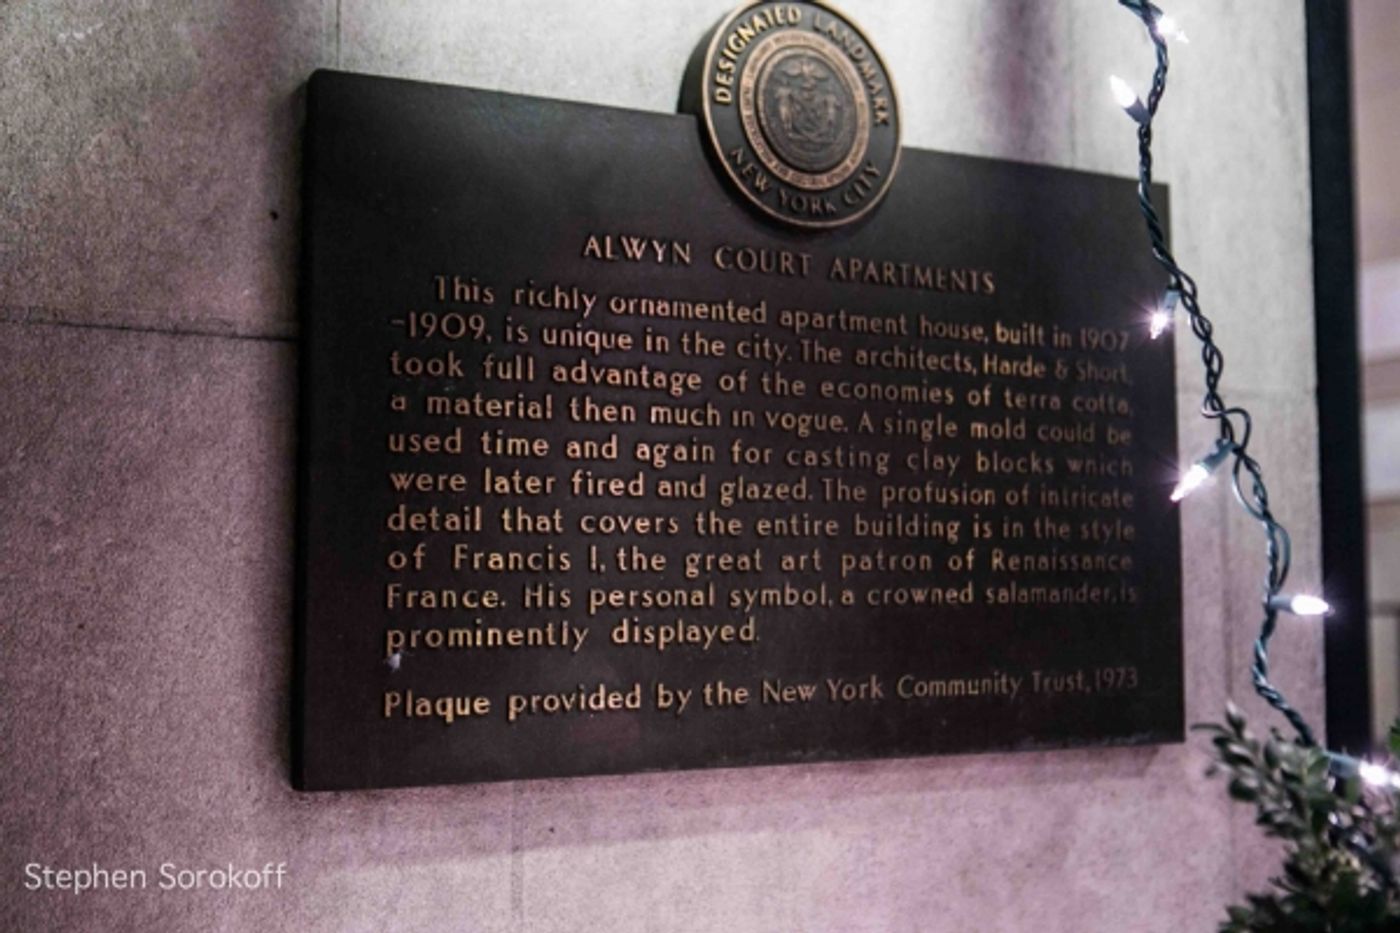 DESIGNATED LANDMARK
NEW YORK CITY
ALWYN COURT APARTMENTS
This richly ornamented apartment house, built in 1907
-1909, is unique in the city. The architects, Harde & Short,
took full advantage of the economies of terra cotta,
a material then much in vogue. A single mold could be
used time and again for casting clay blocks which
were later fired and glazed. The profusion of intricate
detail that covers the entire building is in the style
of Francis I, the great art patron of Renaissance
France. His personal symbol, a crowned salamander, is
prominently displayed.
Plaque provided by the New York Community Trust, 1973
Stephen Sorokoff